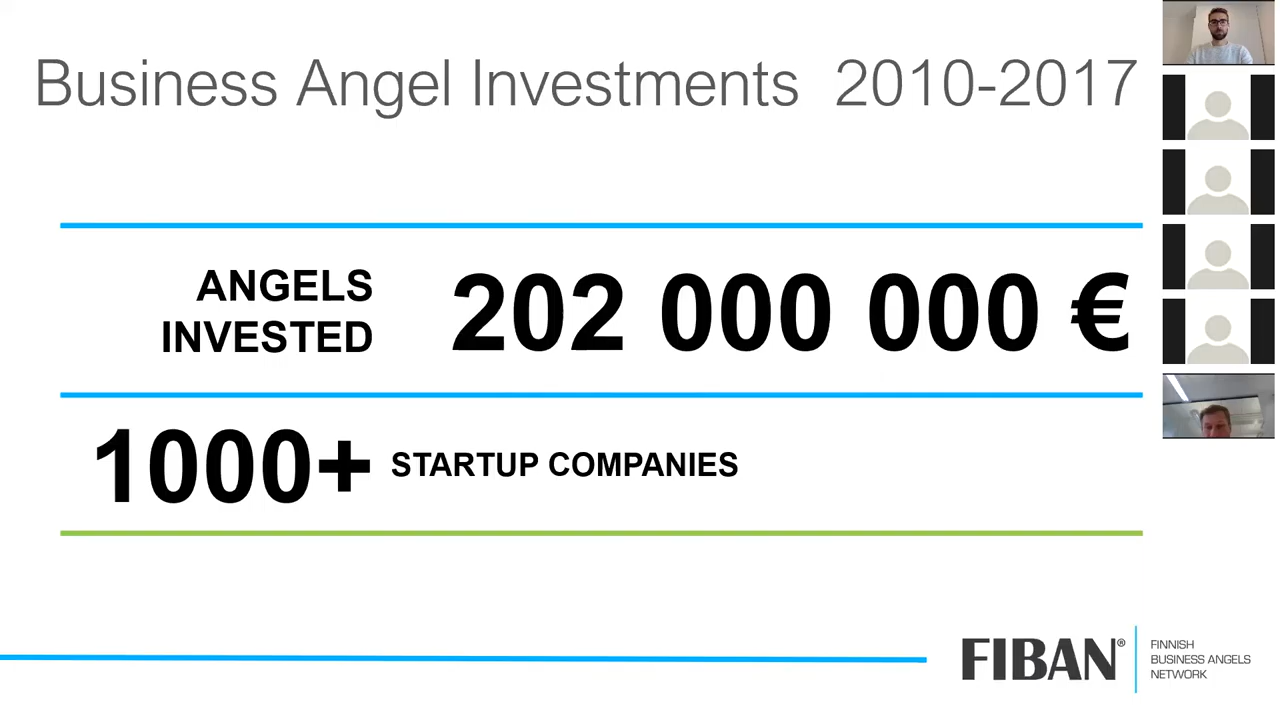 Business Angel Investments 2010-2017
ANGELS
INVESTED
202 000 000 €
1000+ STARTUP COMPANIES
FIBAN®
FINNISH
BUSINESS ANGELS
NETWORK